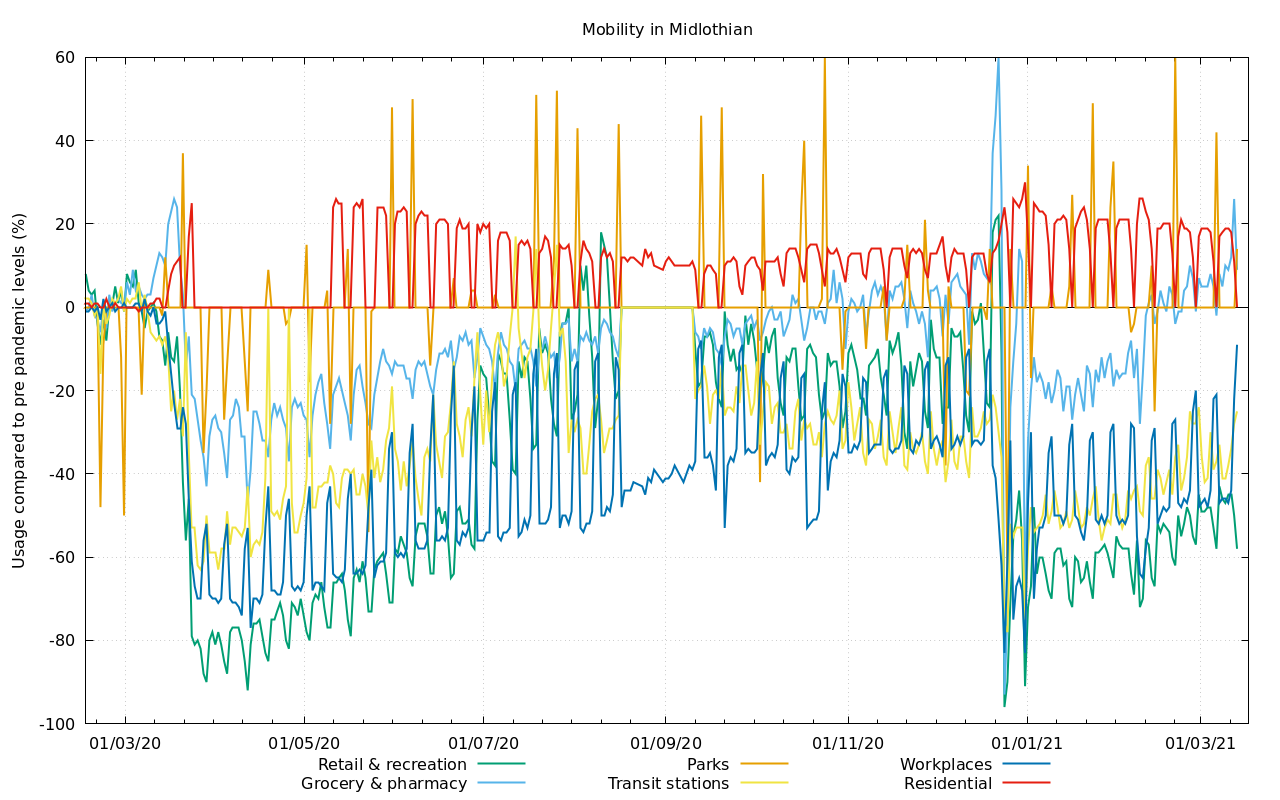 Mobility in Midlothian
Usage compared to pre pandemic levels (%)
60
40
20
0
-20
-40
-60
-80
-100
01/03/20 01/05/20 01/07/20 01/09/20 01/11/20 01/01/21 01/03/21
Retail & recreation Parks Workplaces
Grocery & pharmacy Transit stations Residential